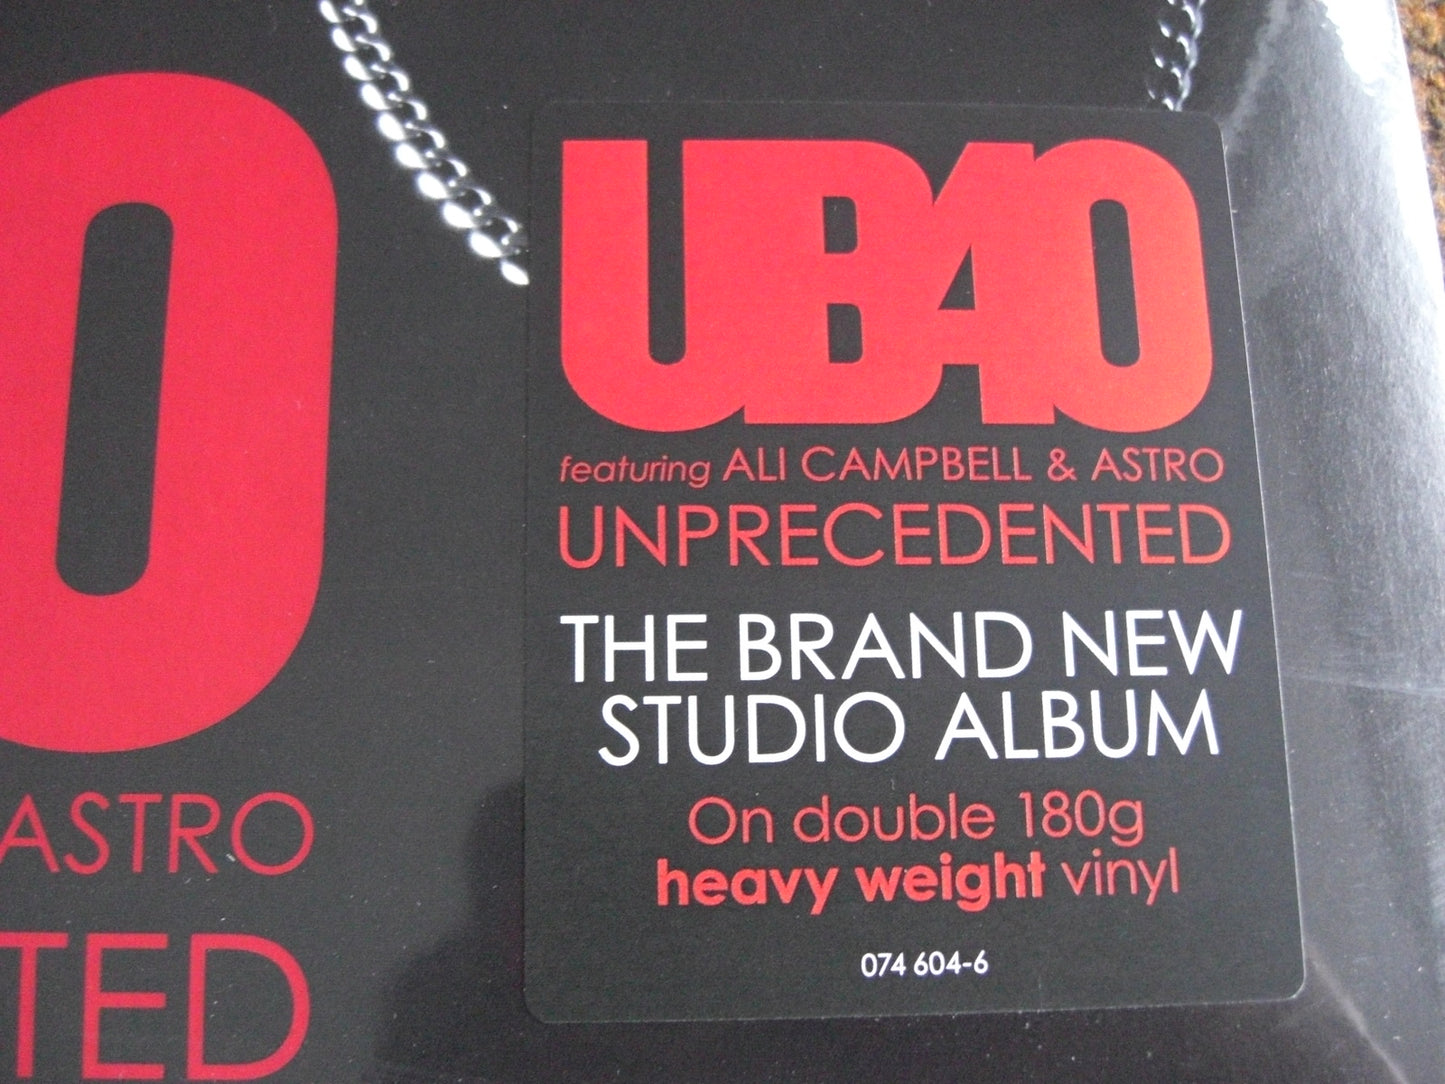 UB40
featuring ALI CAMPBELL & ASTRO
UNPRECEDENTED
THE BRAND NEW
STUDIO ALBUM
On double 180g
heavy weight vinyl
074 604-6
0
ASTRO
TED